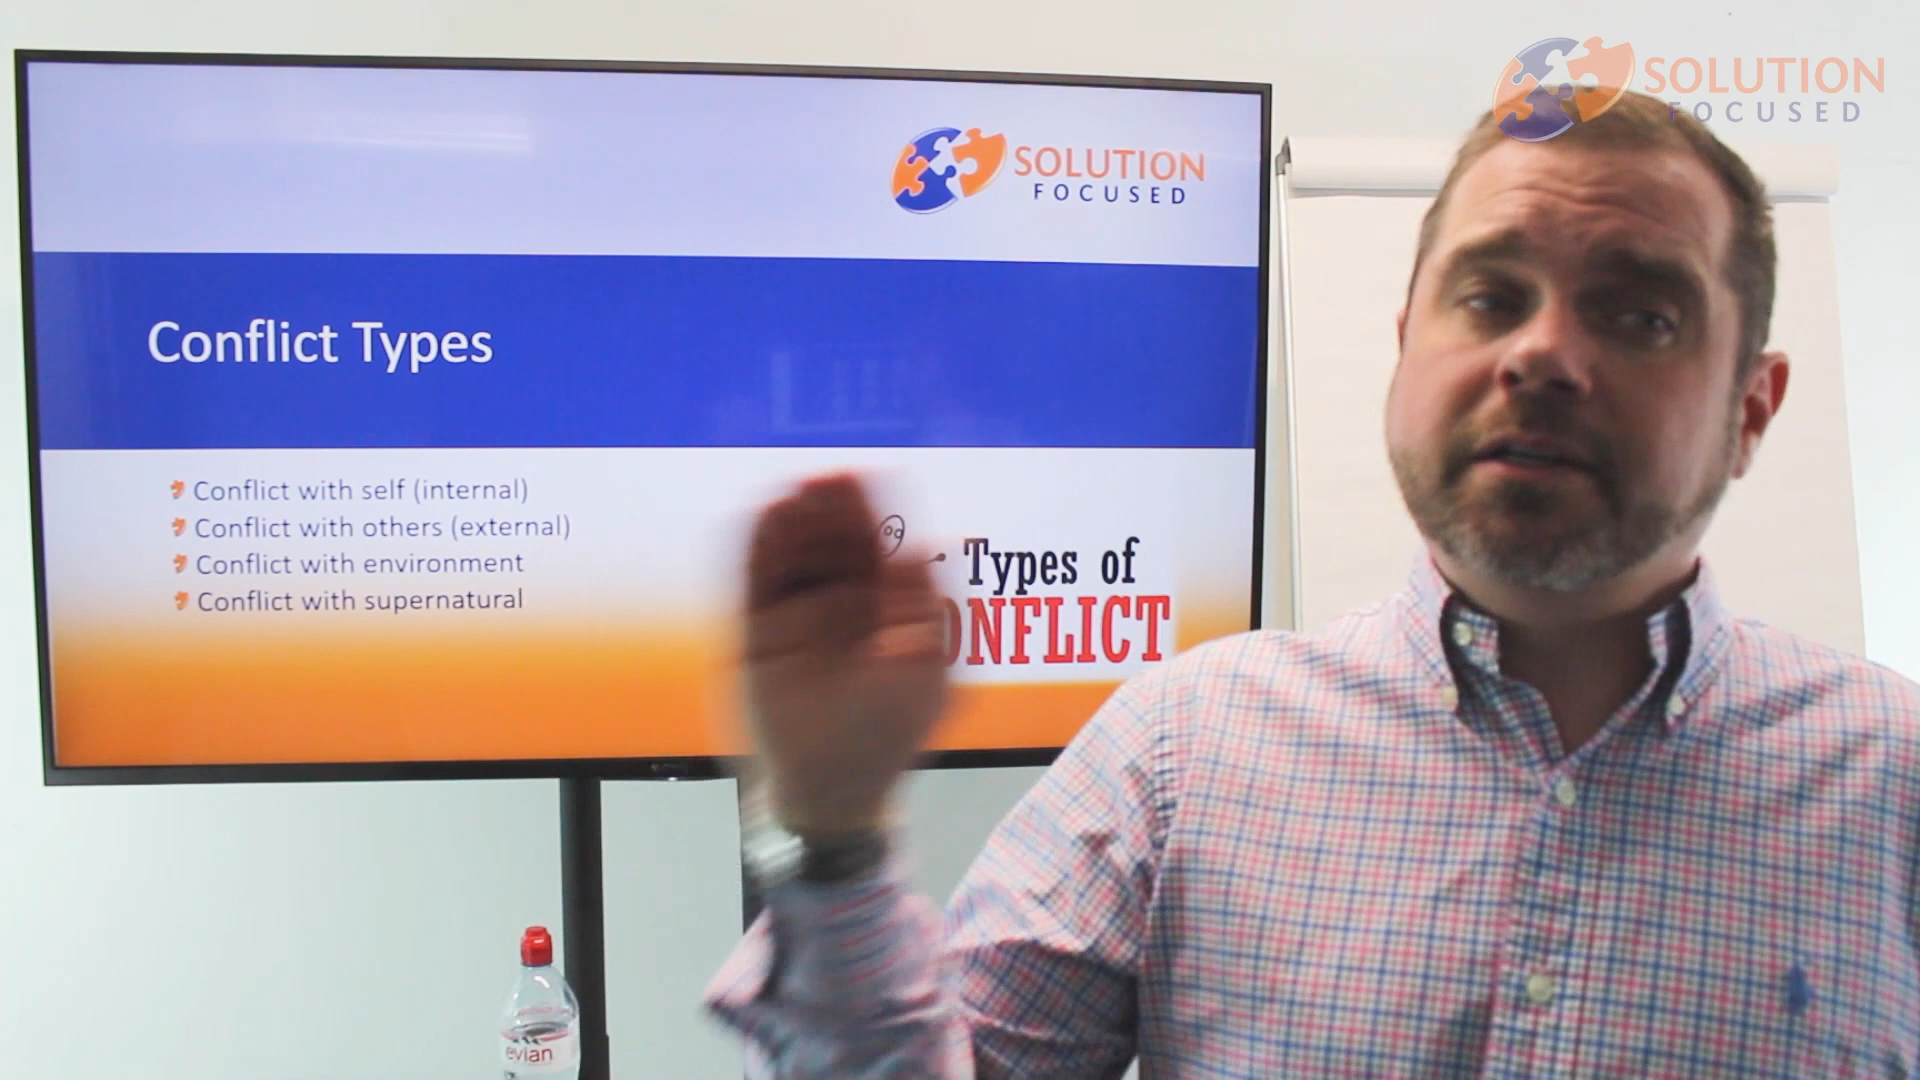 SOLUTION
FOCUSED
SOLUTION
FOCUSED
Conflict Types
Conflict with self (internal)
Conflict with others (external)
Conflict with environment
Conflict with supernatural
Types of
ONFLICT
evian